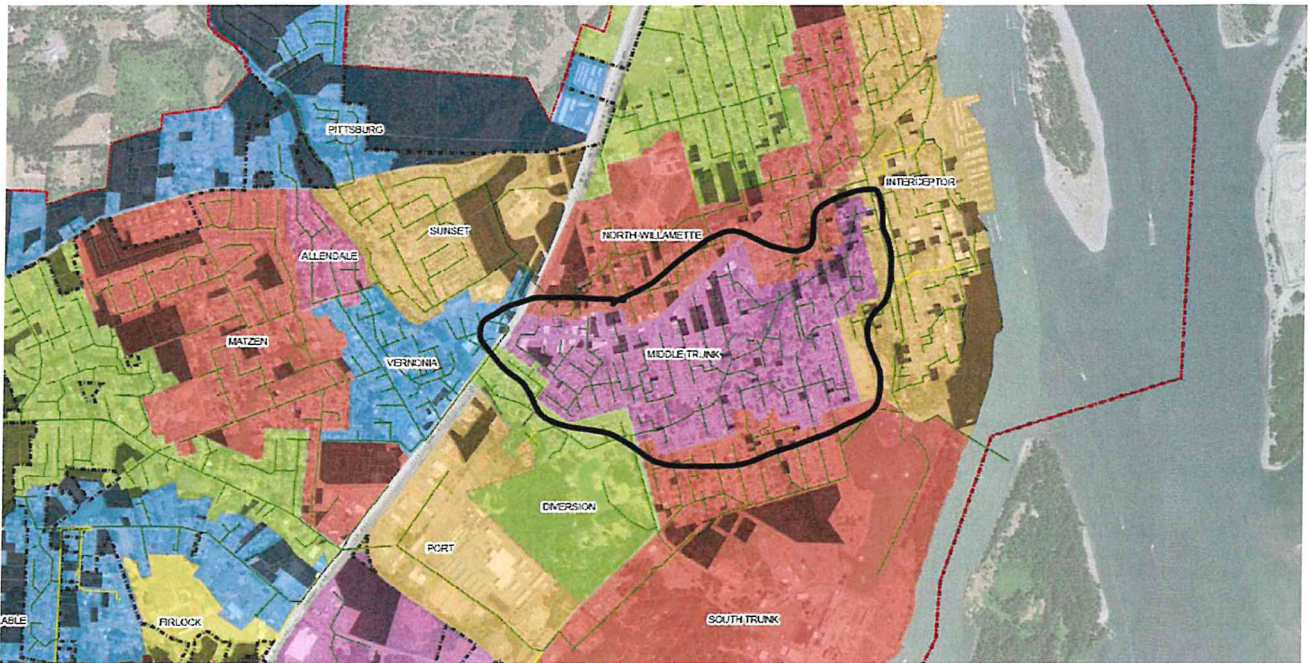 PITTSBURG
INTERCEPTOR
SUNSET
NORTH-WILLAMETTE
ALLENDALE
MATZEN
MIDDLE TRUNK
VERNONIA
DIVERSION
PORT
ABLE
FIRLOCK
SOUTH TRUNK